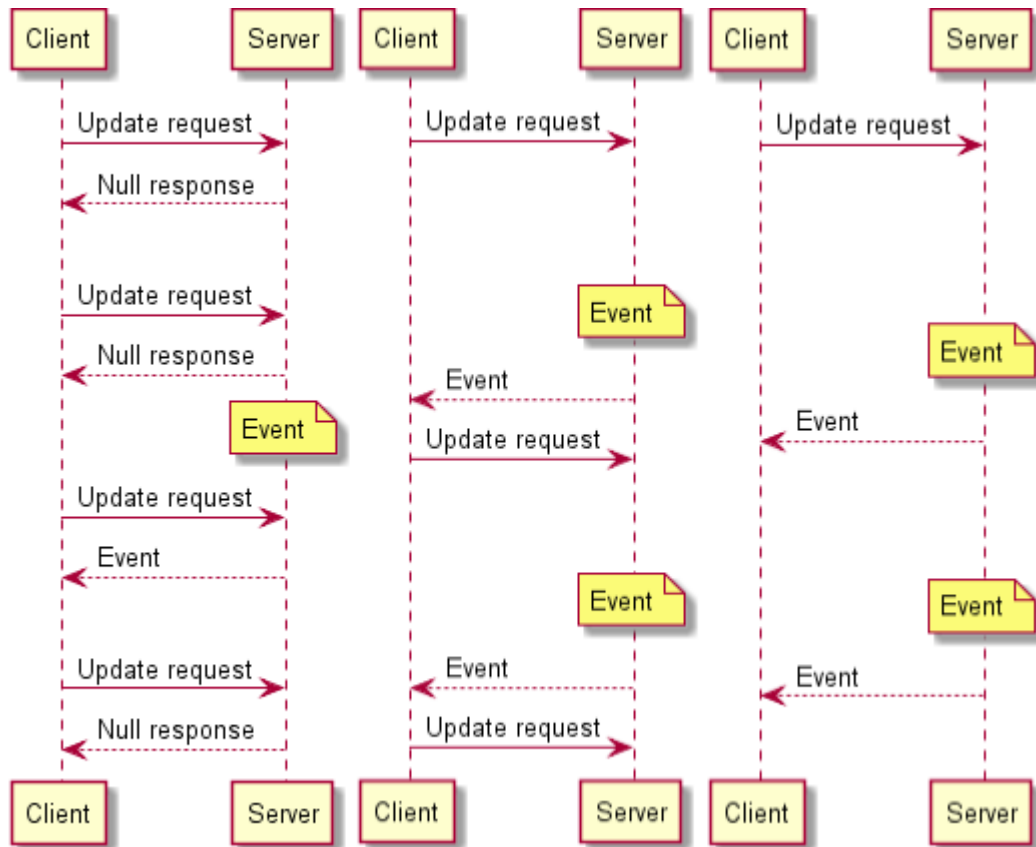 Client
Server
Client
Server
Client
Server
Update request
Null response
Update request
Null response
Event
Update request
Event
Update request
Null response
Client
Server
Update request
Event
Event
Update request
Event
Event
Update request
Client
Server
Update request
Event
Event
Event
Event
Client
Server